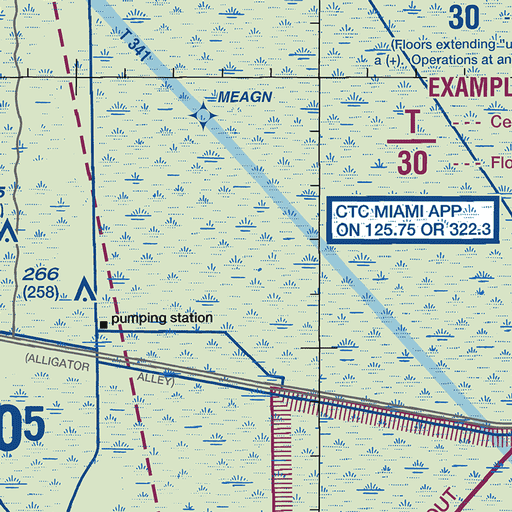 30
(Floors extending "u
a (+). Operations at an
T 341
MEAGN
EXAMPL
T
30
Ce
Flo
CTC MIAMI APP
ON 125.75 OR 322.3
266
(258)
pumping station
(ALLIGATOR ALLEY)
05
OUT